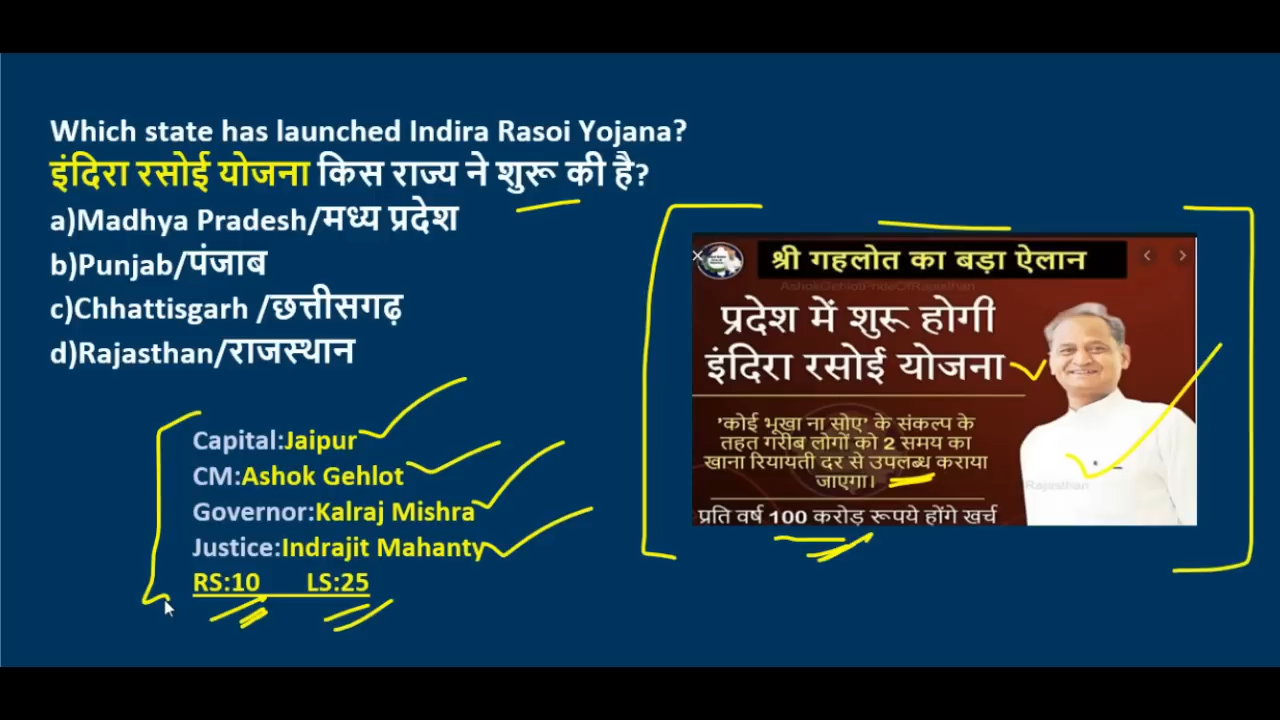 Which state has launched Indira Rasoi Yojana?
इंदिरा रसोई योजना किस राज्य ने शुरू की है?
a)Madhya Pradesh/मध्य प्रदेश
b)Punjab/पंजाब
c)Chhattisgarh /छत्तीसगढ़
d)Rajasthan/राजस्थान
Capital:Jaipur
CM:Ashok Gehlot
Governor:Kalraj Mishra
Justice:Indrajit Mahanty
RS:10 LS:25
श्री गहलोत का बड़ा ऐलान
AshokGehlotPrideOfRajasthan
प्रदेश में शुरू होगी
इंदिरा रसोई योजना
'कोई भूखा ना सोए' के संकल्प के
तहत गरीब लोगों को 2 समय का
खाना रियायती दर से उपलब्ध कराया
जाएगा।
Rajasthan
प्रति वर्ष 100 करोड़ रूपये होंगे खर्च